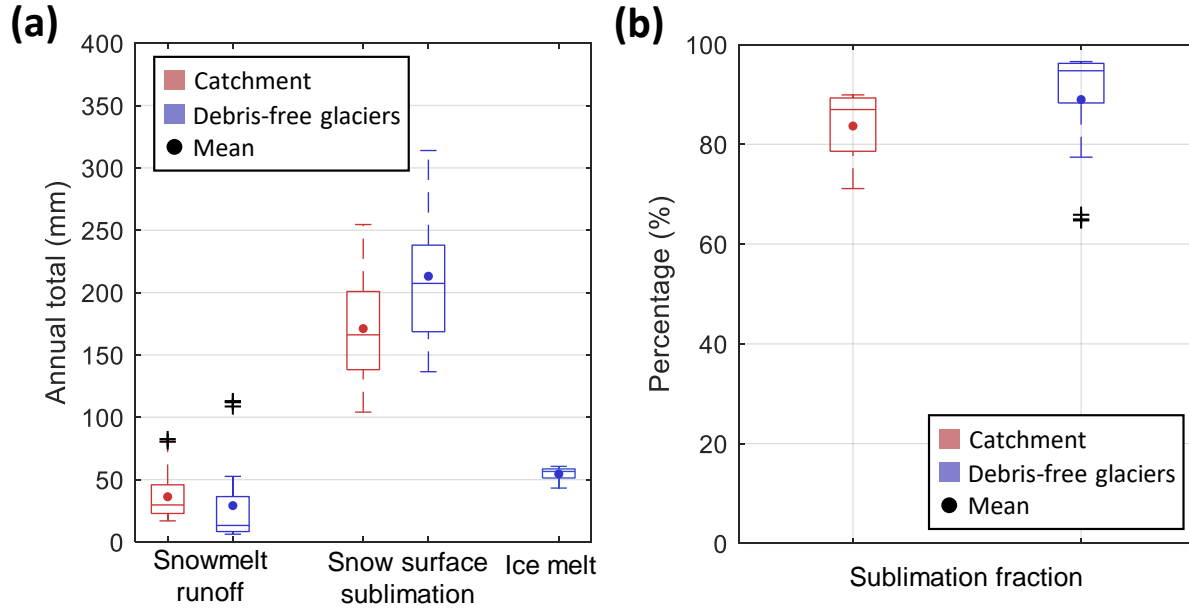 (a)
Annual total (mm)
400
350
300
250
200
150
100
50
0
Catchment
Debris-free glaciers
Mean
Snowmelt
runoff
Snow surface
sublimation
Ice melt
(b)
Percentage (%)
100
80
60
40
20
0
Catchment
Debris-free glaciers
Mean
Sublimation fraction